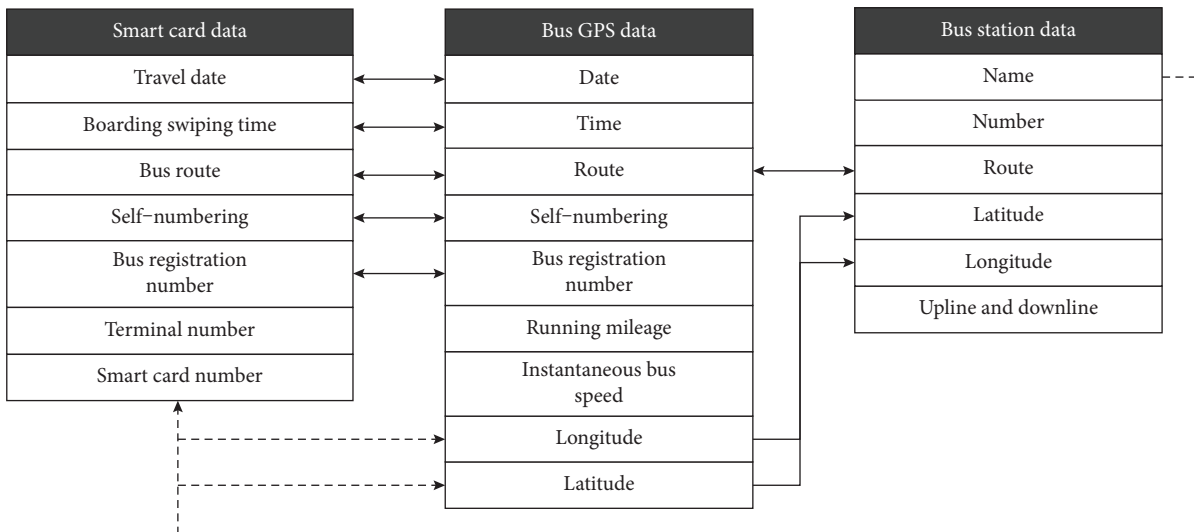 Smart card data
Travel date
Boarding swiping time
Bus route
Self-numbering
Bus registration
number
Terminal number
Smart card number
Bus GPS data
Date
Time
Route
Self-numbering
Bus registration
number
Running mileage
Instantaneous bus
speed
Longitude
Latitude
Bus station data
Name
Number
Route
Latitude
Longitude
Upline and downline